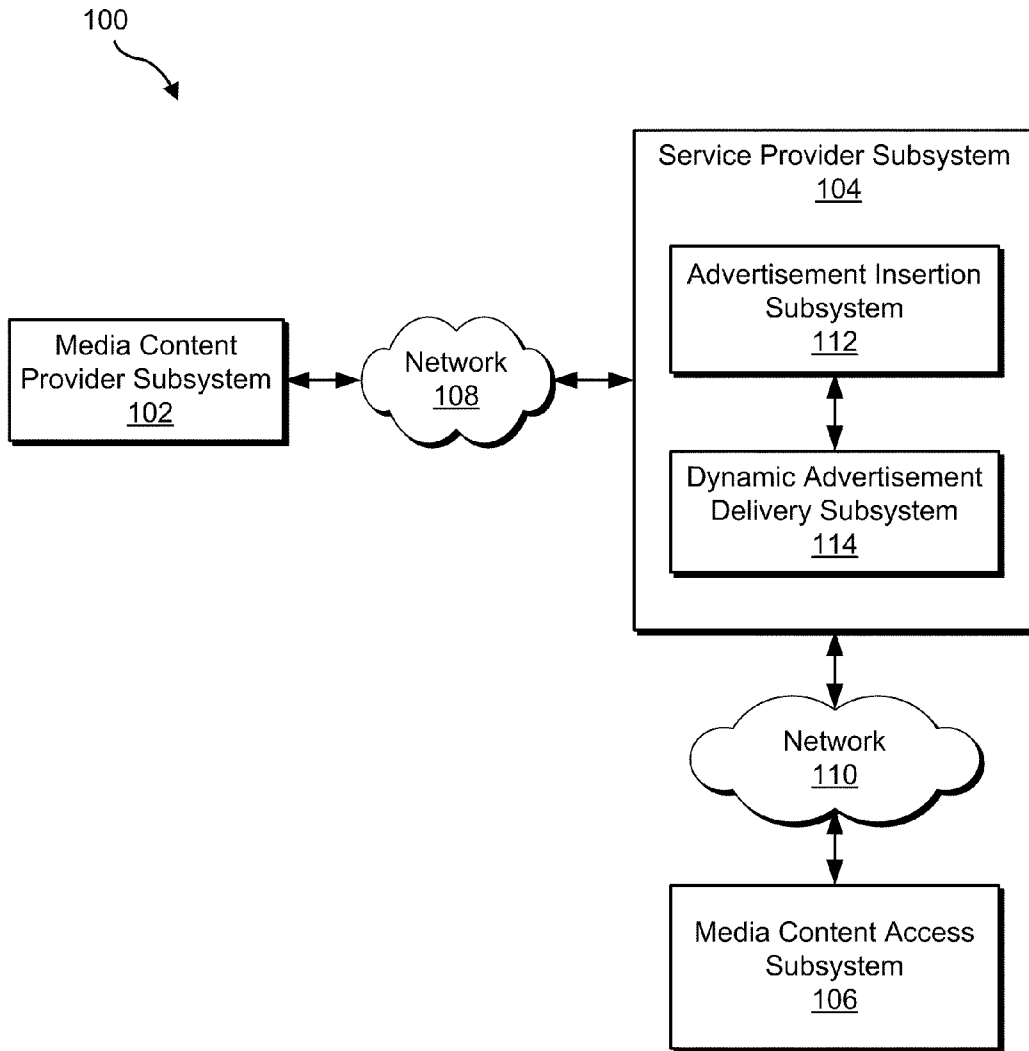 100
Service Provider Subsystem
104
Advertisement Insertion
Subsystem
112
Media Content
Provider Subsystem
102
Network
108
Dynamic Advertisement
Delivery Subsystem
114
Network
110
Media Content Access
Subsystem
106